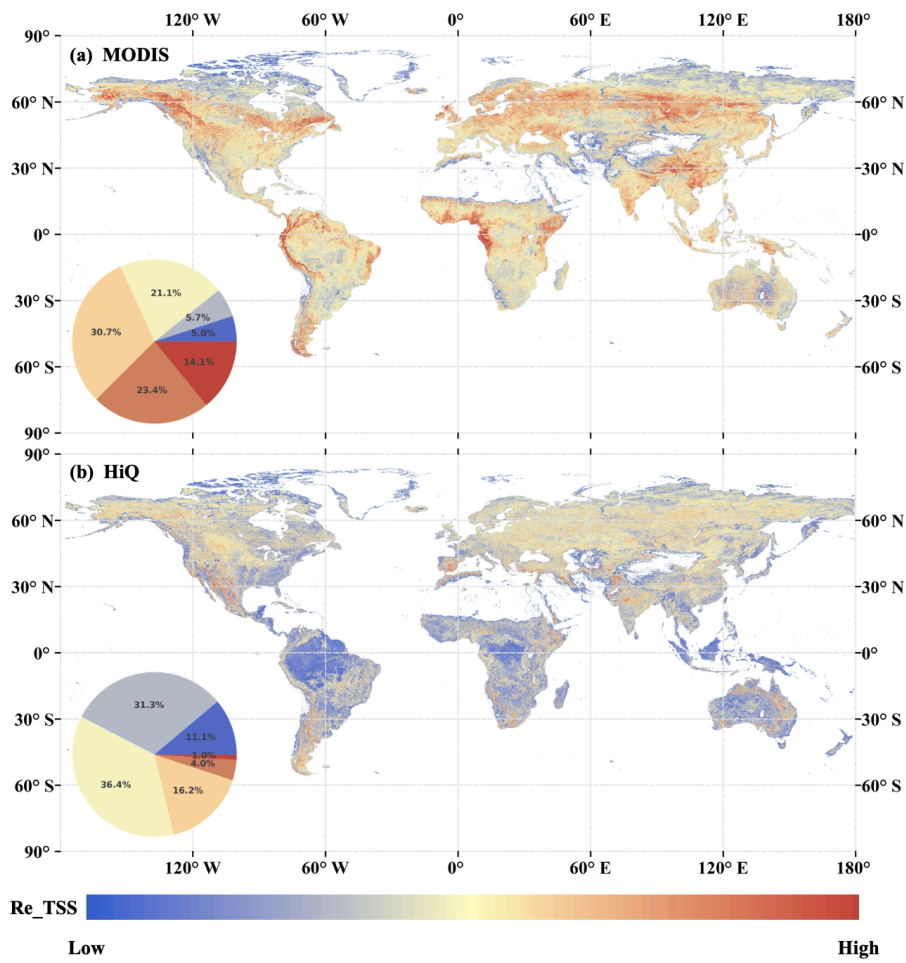 120° W 60° W 0° 60° E 120° E 180°
90°
(a) MODIS
60° N 60° N
30° N 30° N
0° 0°
30° S 30° S
60° S 60° S
90°
21.1%
5.7%
5.0%
30.7%
14.1%
23.4%
90°
(b) HiQ
60° N 60° N
30° N 30° N
0° 0°
30° S 30° S
60° S 60° S
90°
31.3%
11.1%
1.0%
4.0%
36.4%
16.2%
120° W 60° W 0° 60° E 120° E 180°
Re_TSS
Low High